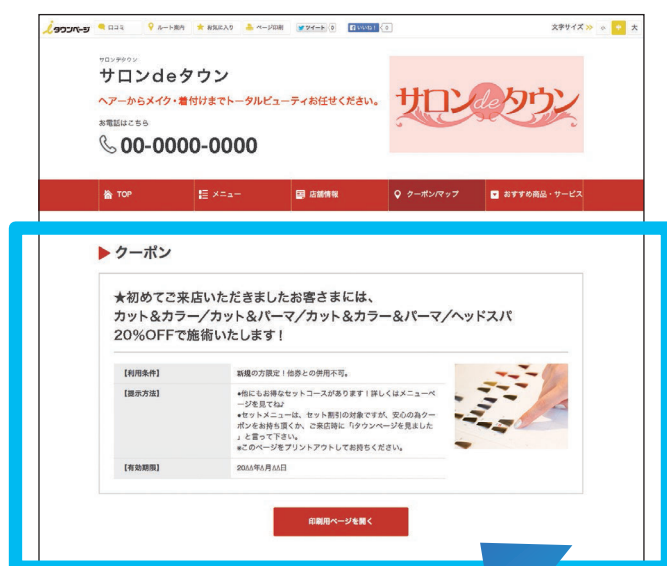 iタウンページ 口コミ ルート案内 お気に入り ページ印刷 ツイート 0 いいね! 0 文字サイズ 小 中 大
サロンデタウン
サロンdeタウン
ヘアーからメイク・着付けまでトータルビューティお任せください。
お電話はこちら
00-0000-0000
サロンdeタウン
TOP メニュー 店舗情報 クーポン/マップ おすすめ商品・サービス
クーポン
★初めてご来店いただきましたお客さまには、
カット&カラー/カット&パーマ/カット&カラー&パーマ/ヘッドスパ
20%OFFで施術いたします!
【利用条件】 新規の方限定!他券との併用不可。
【提示方法】 ●他にもお得なセットコースがあります!詳しくはメニューペ
ージを見てね♪
●セットメニューは、セット割引の対象ですが、安心の為クー
ポンをお持ち頂くか、ご来店時に「iタウンページを見ました
」と言って下さい。
※このページをプリントアウトしてお持ちください。
【有効期限】 20△△年△月△△日
印刷用ページを開く